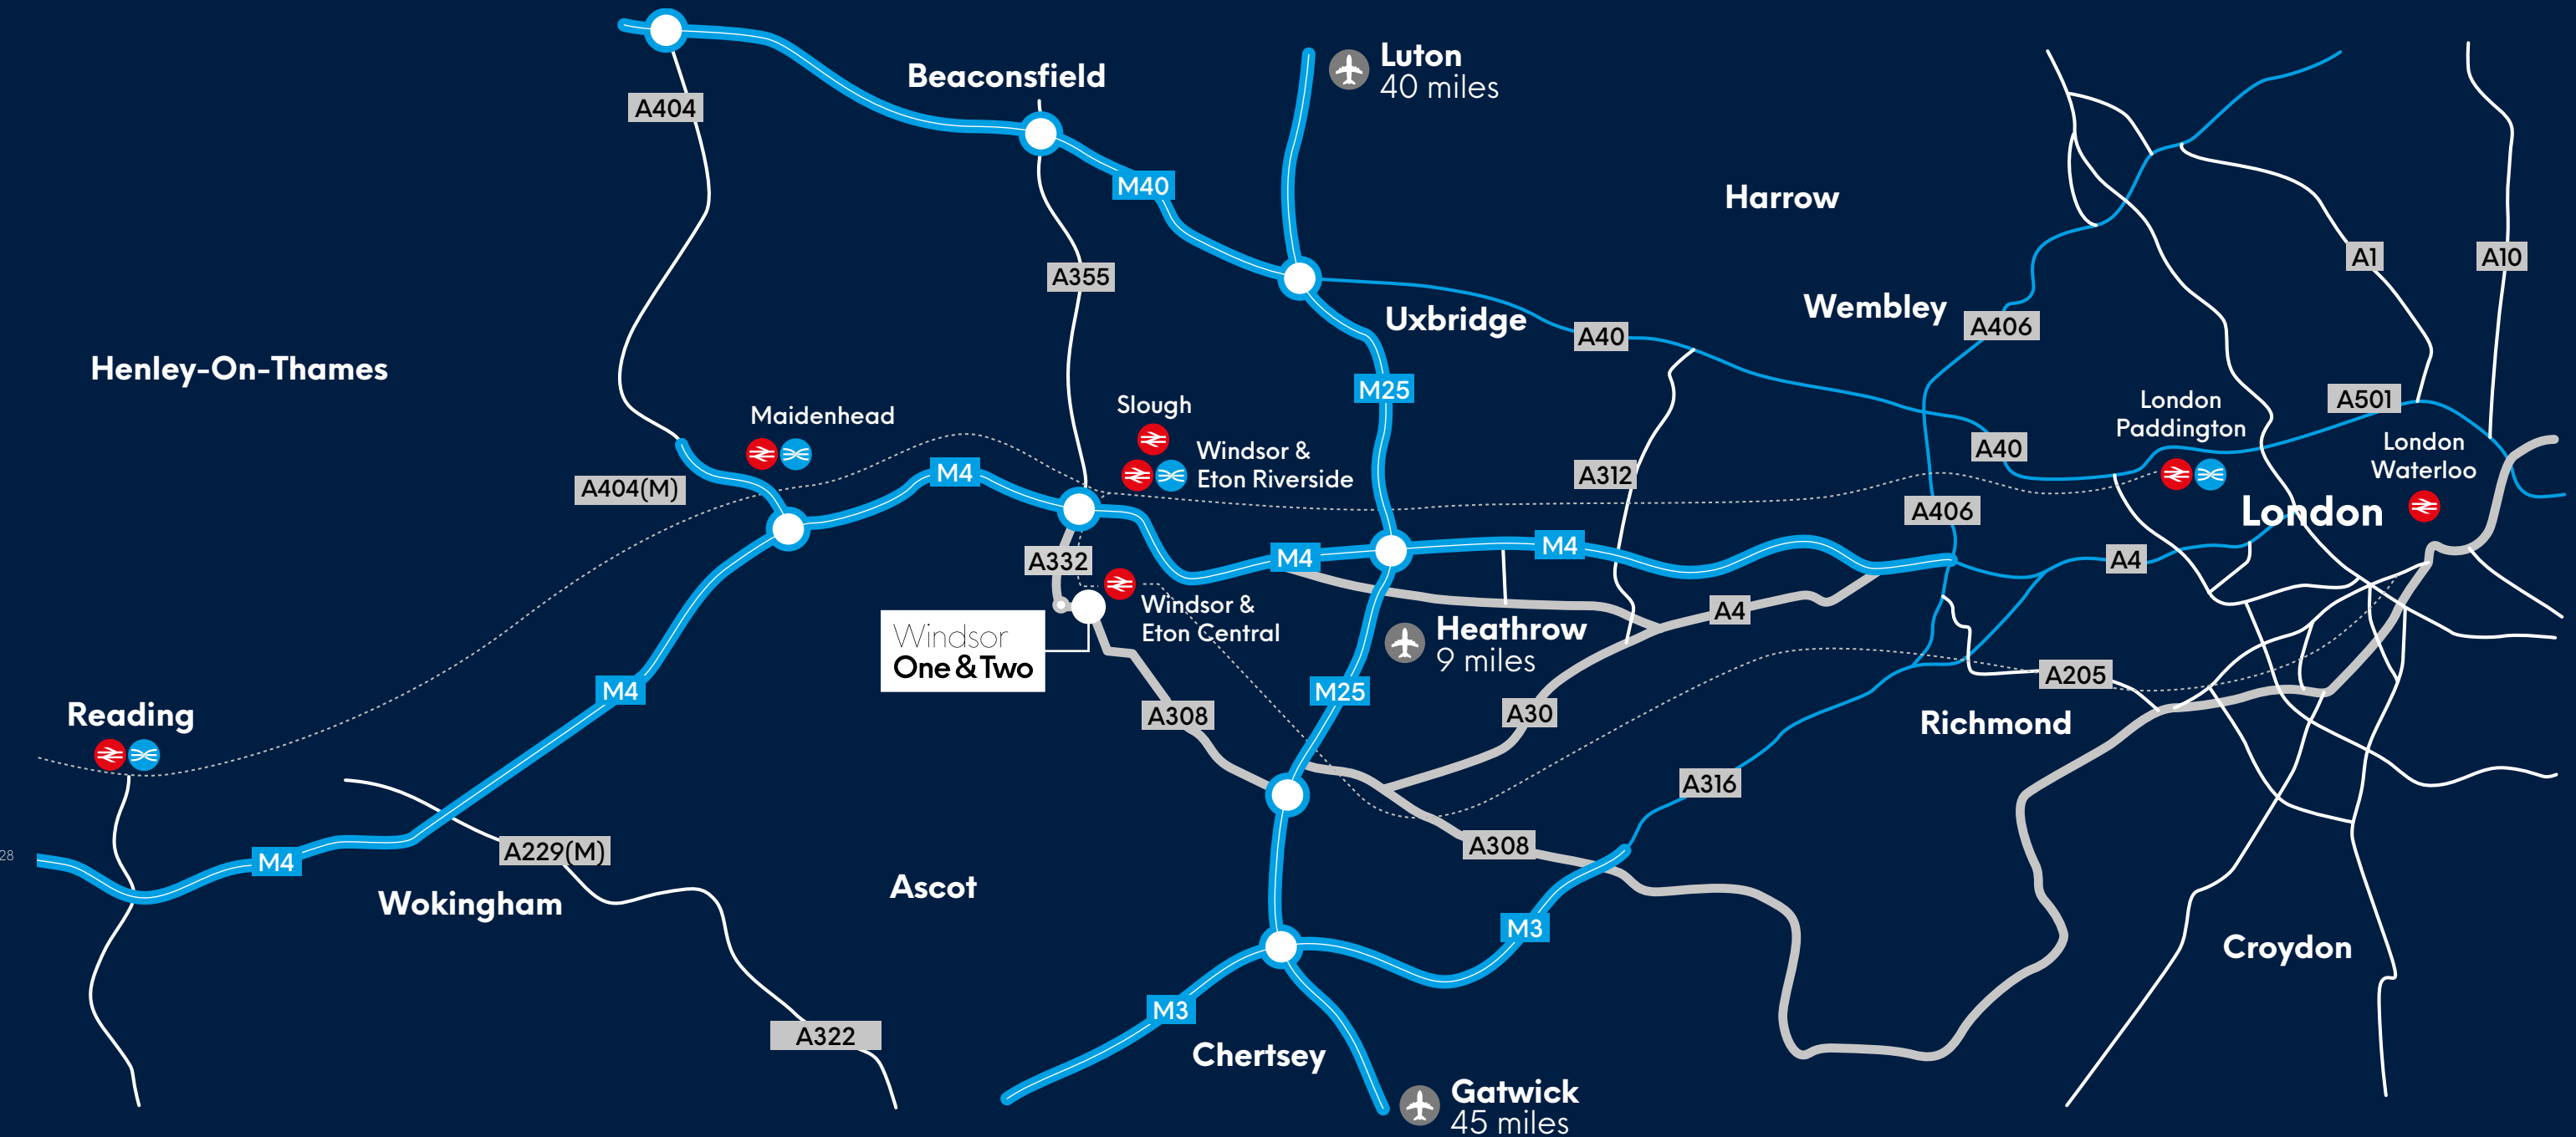 Luton
40 miles
Beaconsfield
A404
M40
Harrow
A355
A1
A10
Uxbridge
Wembley
A406
A40
Henley-On-Thames
M25
Maidenhead
Slough
London
Paddington
A501
Windsor &
Eton Riverside
A40
London
Waterloo
M4
A312
A404(M)
A406
London
M4
M4
A332
A4
Windsor &
Eton Central
A4
Windsor
One & Two
Heathrow
9 miles
M4
M25
A205
Reading
A308
A30
Richmond
A316
28
M4
A229(M)
A308
Wokingham
Ascot
M3
Croydon
M3
A322
Chertsey
Gatwick
45 miles